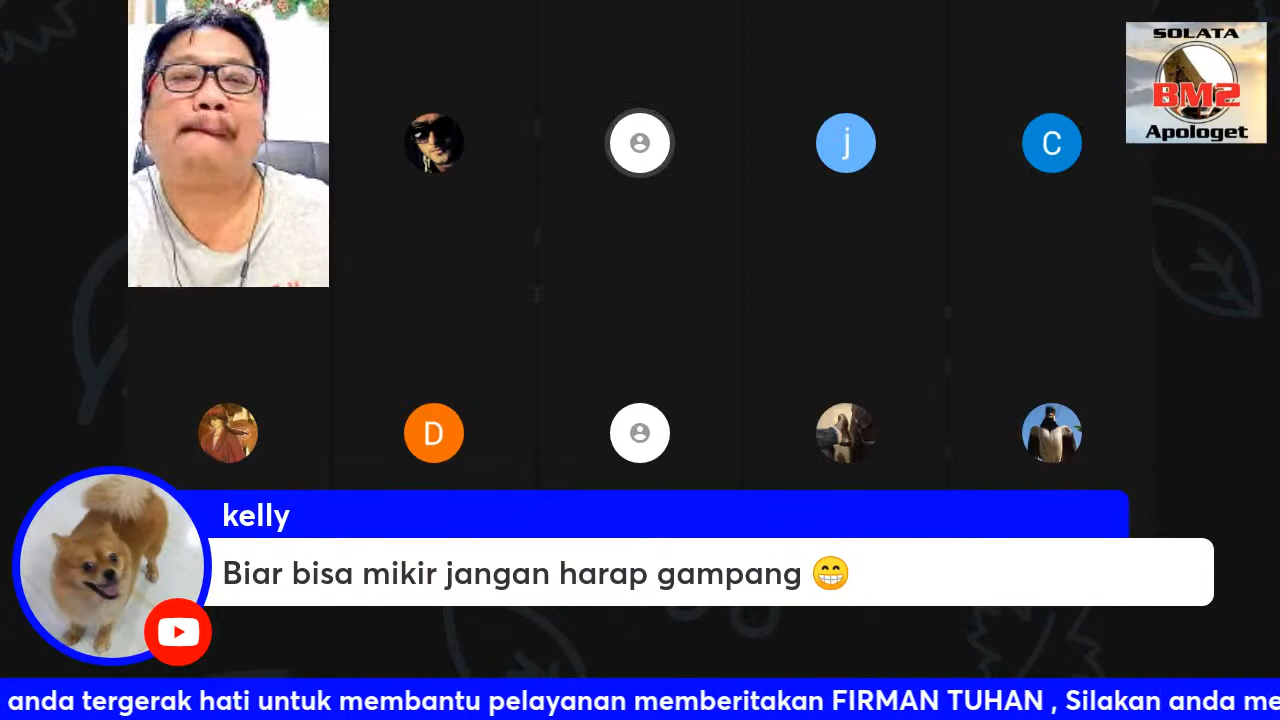 SOLATA
BM2
Apologet
j
C
D
kelly
Biar bisa mikir jangan harap gampang 😁
anda tergerak hati untuk membantu pelayanan memberitakan FIRMAN TUHAN , Silakan anda me